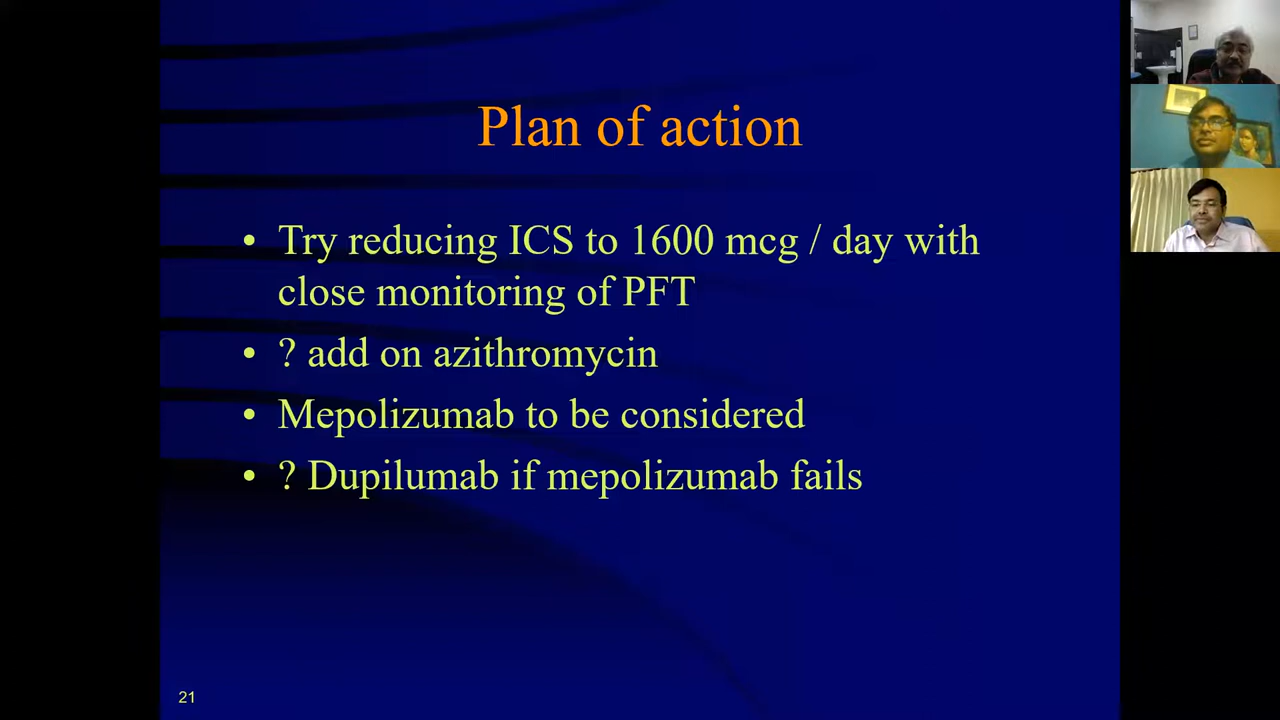 Plan of action
• Try reducing ICS to 1600 mcg / day with
close monitoring of PFT
• ? add on azithromycin
• Mepolizumab to be considered
• ? Dupilumab if mepolizumab fails
21